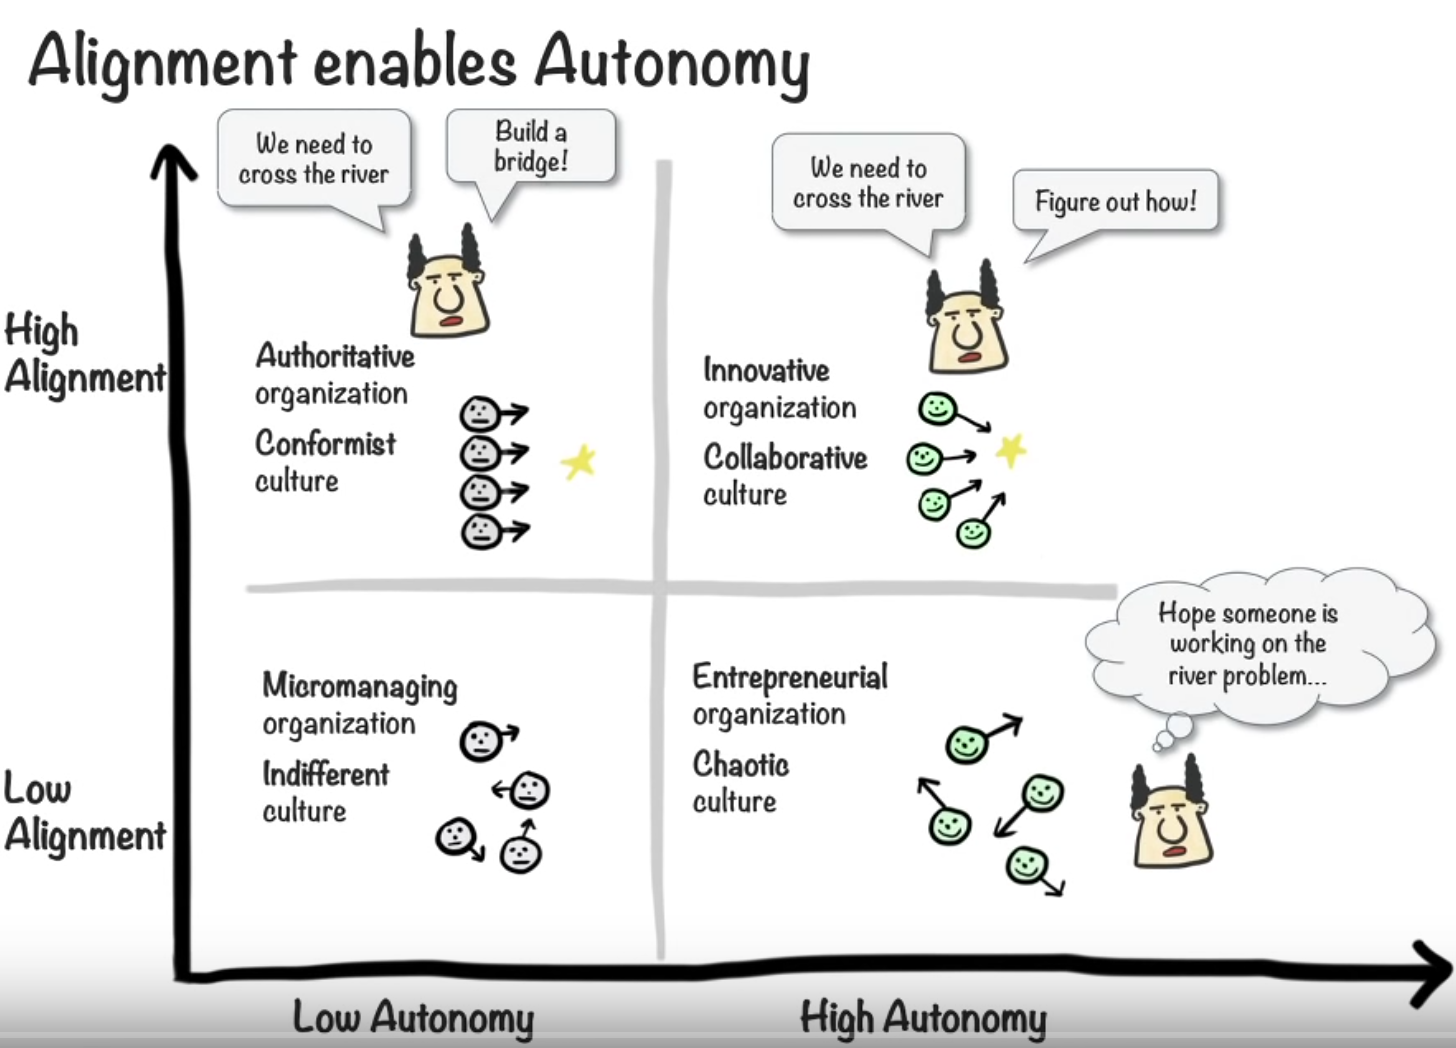 Alignment enables Autonomy
We need to
cross the river
Build a
bridge!
We need to
cross the river
Figure out how!
High
Alignment
Authoritative
organization
Conformist
culture
Innovative
organization
Collaborative
culture
Hope someone is
working on the
river problem...
Low
Alignment
Micromanaging
organization
Indifferent
culture
Entrepreneurial
organization
Chaotic
culture
Low Autonomy
High Autonomy